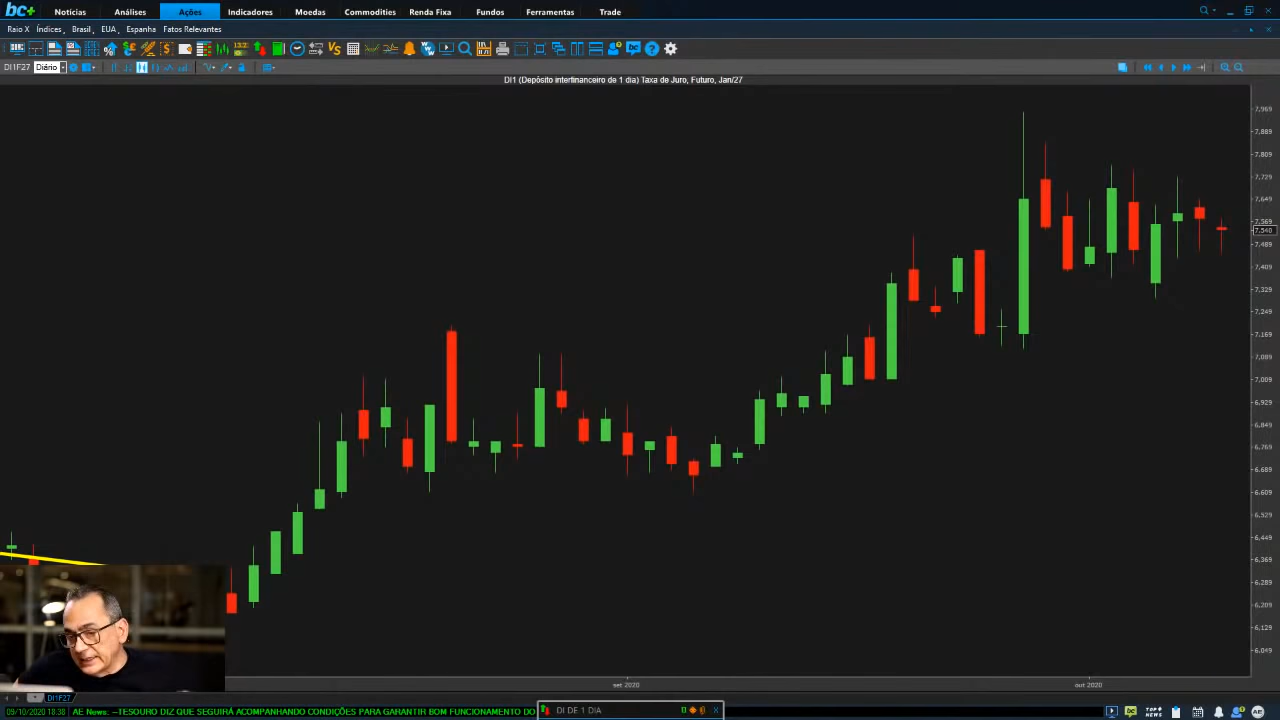 bc+ Notícias Análises Ações Indicadores Moedas Commodities Renda Fixa Fundos Ferramentas Trade
Raio X Índices Brasil EUA Espanha Fatos Relevantes
DI1F27 Diário
DI1 (Depósito interfinanceiro de 1 dia) Taxa de Juro, Futuro, Jan/27
7,969
7,889
7,809
7,729
7,649
7,569
7,540
7,489
7,409
7,329
7,249
7,169
7,089
7,009
6,929
6,849
6,769
6,689
6,609
6,529
6,449
6,369
6,289
6,209
6,129
6,049
set 2020 out 2020
DI1F27
09/10/2020 18:38 AE News: --TESOURO DIZ QUE SEGUIRÁ ACOMPANHANDO CONDIÇÕES PARA GARANTIR BOM FUNCIONAMENTO DO
DI DE 1 DIA
TOP NEWS
AE